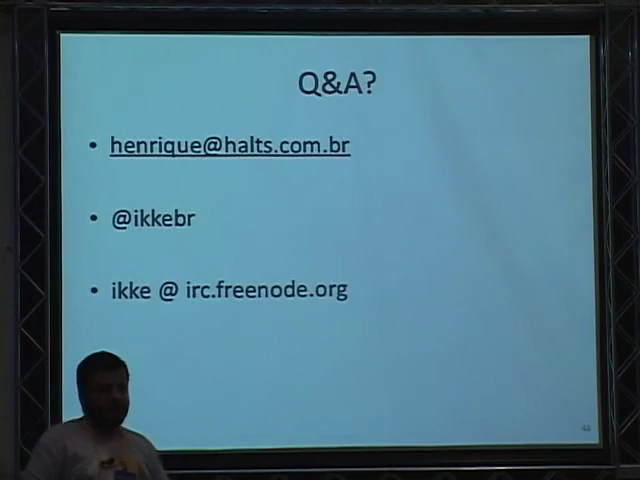 Q&A?
• henrique@halts.com.br
• @ikkebr
• ikke @ irc.freenode.org